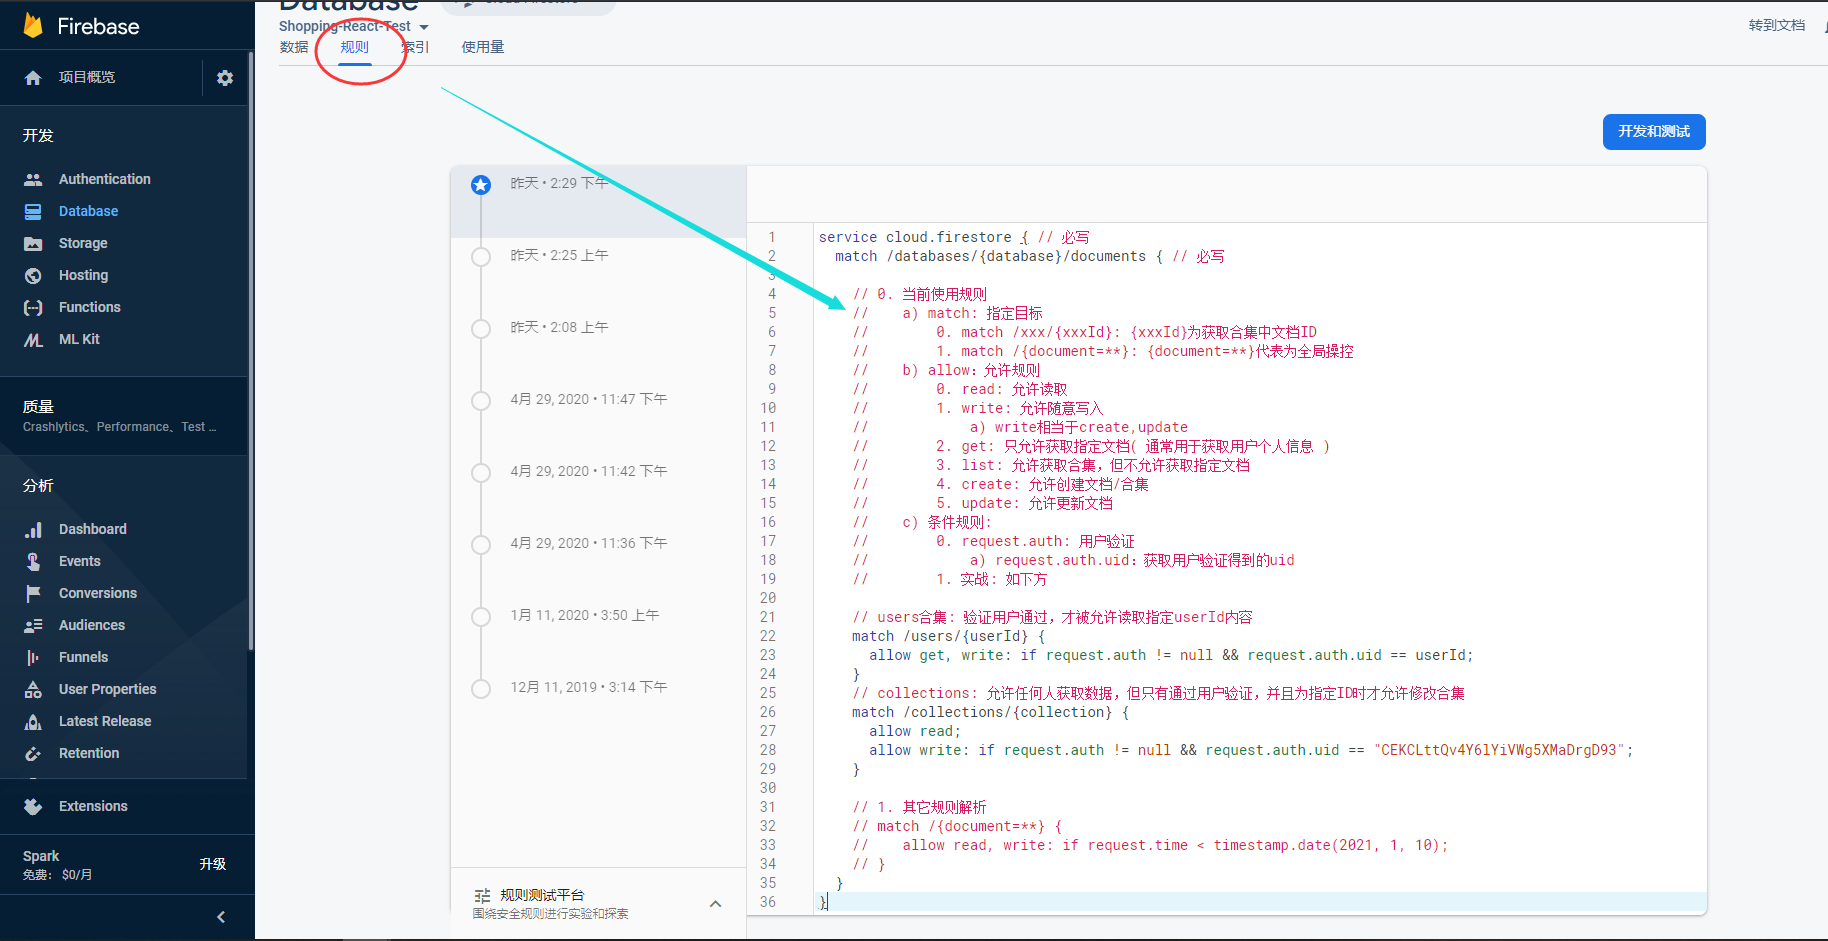 Firebase
项目概览
开发
Authentication
Database
Storage
Hosting
Functions
ML Kit
质量
Crashlytics、Performance、Test ...
分析
Dashboard
Events
Conversions
Audiences
Funnels
User Properties
Latest Release
Retention
Extensions
Spark
免费: $0/月
升级
Database
Cloud Firestore
Shopping-React-Test
转到文档
数据
规则
索引
使用量
开发和测试
昨天 • 2:29 下午
昨天 • 2:25 上午
昨天 • 2:08 上午
4月 29, 2020 • 11:47 下午
4月 29, 2020 • 11:42 下午
4月 29, 2020 • 11:36 下午
1月 11, 2020 • 3:50 上午
12月 11, 2019 • 3:14 下午
规则测试平台
围绕安全规则进行实验和探索
1 service cloud.firestore { // 必写
2 match /databases/{database}/documents { // 必写
3
4 // 0. 当前使用规则
5 // a) match: 指定目标
6 // 0. match /xxx/{xxxId}: {xxxId}为获取合集中文档ID
7 // 1. match /{document=**}: {document=**}代表为全局操控
8 // b) allow：允许规则
9 // 0. read: 允许读取
10 // 1. write: 允许随意写入
11 // a) write相当于create,update
12 // 2. get: 只允许获取指定文档( 通常用于获取用户个人信息 )
13 // 3. list: 允许获取合集，但不允许获取指定文档
14 // 4. create: 允许创建文档/合集
15 // 5. update: 允许更新文档
16 // c) 条件规则:
17 // 0. request.auth: 用户验证
18 // a) request.auth.uid：获取用户验证得到的uid
19 // 1. 实战: 如下方
20
21 // users合集: 验证用户通过，才被允许读取指定userId内容
22 match /users/{userId} {
23 allow get, write: if request.auth != null && request.auth.uid == userId;
24 }
25 // collections: 允许任何人获取数据，但只有通过用户验证，并且为指定ID时才允许修改合集
26 match /collections/{collection} {
27 allow read;
28 allow write: if request.auth != null && request.auth.uid == "CEKCLttQv4Y6lYiVWg5XMaDrgD93";
29 }
30
31 // 1. 其它规则解析
32 // match /{document=**} {
33 // allow read, write: if request.time < timestamp.date(2021, 1, 10);
34 // }
35 }
36 }